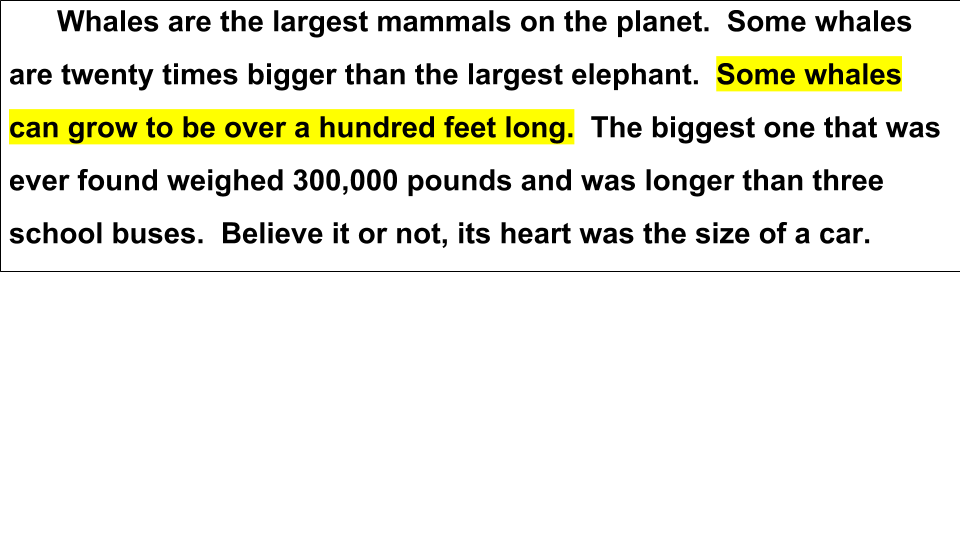 Whales are the largest mammals on the planet.  Some whales
are twenty times bigger than the largest elephant.  Some whales
can grow to be over a hundred feet long.  The biggest one that was
ever found weighed 300,000 pounds and was longer than three
school buses.  Believe it or not, its heart was the size of a car.